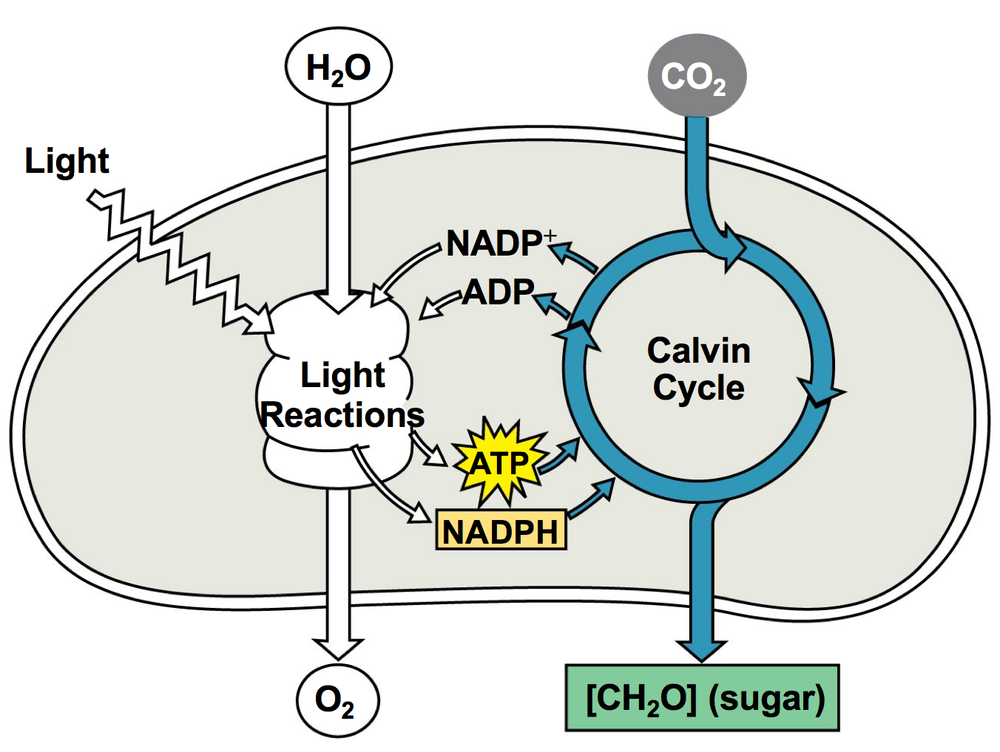 H₂O
CO₂
Light
NADP⁺
ADP
Light
Reactions
Calvin
Cycle
ATP
NADPH
O₂
[CH₂O] (sugar)